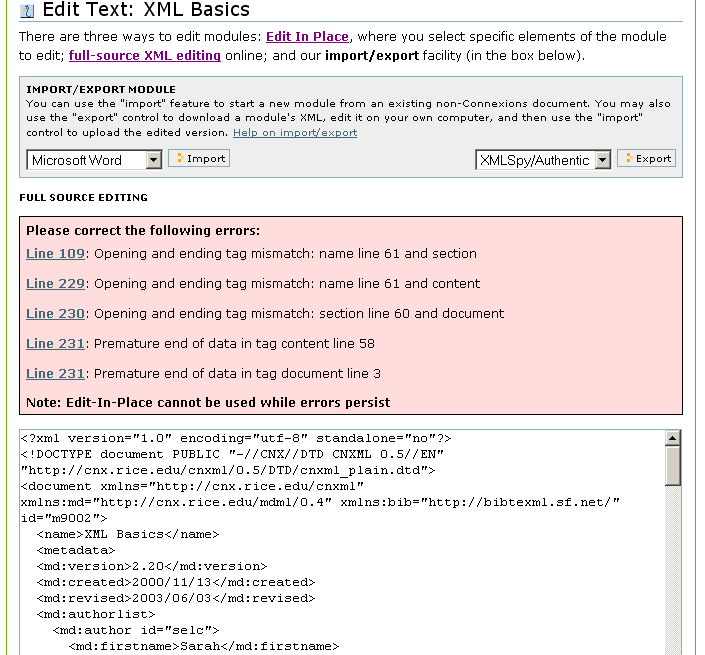 Edit Text: XML Basics
There are three ways to edit modules: Edit In Place, where you select specific elements of the module
to edit; full-source XML editing online; and our import/export facility (in the box below).
IMPORT/EXPORT MODULE
You can use the "import" feature to start a new module from an existing non-Connexions document. You may also
use the "export" control to download a module's XML, edit it on your own computer, and then use the "import"
control to upload the edited version. Help on import/export
Microsoft Word Import XMLSpy/Authentic Export
FULL SOURCE EDITING
Please correct the following errors:
Line 109: Opening and ending tag mismatch: name line 61 and section
Line 229: Opening and ending tag mismatch: name line 61 and content
Line 230: Opening and ending tag mismatch: section line 60 and document
Line 231: Premature end of data in tag content line 58
Line 231: Premature end of data in tag document line 3
Note: Edit-In-Place cannot be used while errors persist
<?xml version="1.0" encoding="utf-8" standalone="no"?>
<!DOCTYPE document PUBLIC "-//CNX//DTD CNXML 0.5//EN"
"http://cnx.rice.edu/cnxml/0.5/DTD/cnxml_plain.dtd">
<document xmlns="http://cnx.rice.edu/cnxml"
xmlns:md="http://cnx.rice.edu/mdml/0.4" xmlns:bib="http://bibtexml.sf.net/"
id="m9002">
<name>XML Basics</name>
<metadata>
<md:version>2.20</md:version>
<md:created>2000/11/13</md:created>
<md:revised>2003/06/03</md:revised>
<md:authorlist>
<md:author id="selc">
<md:firstname>Sarah</md:firstname>